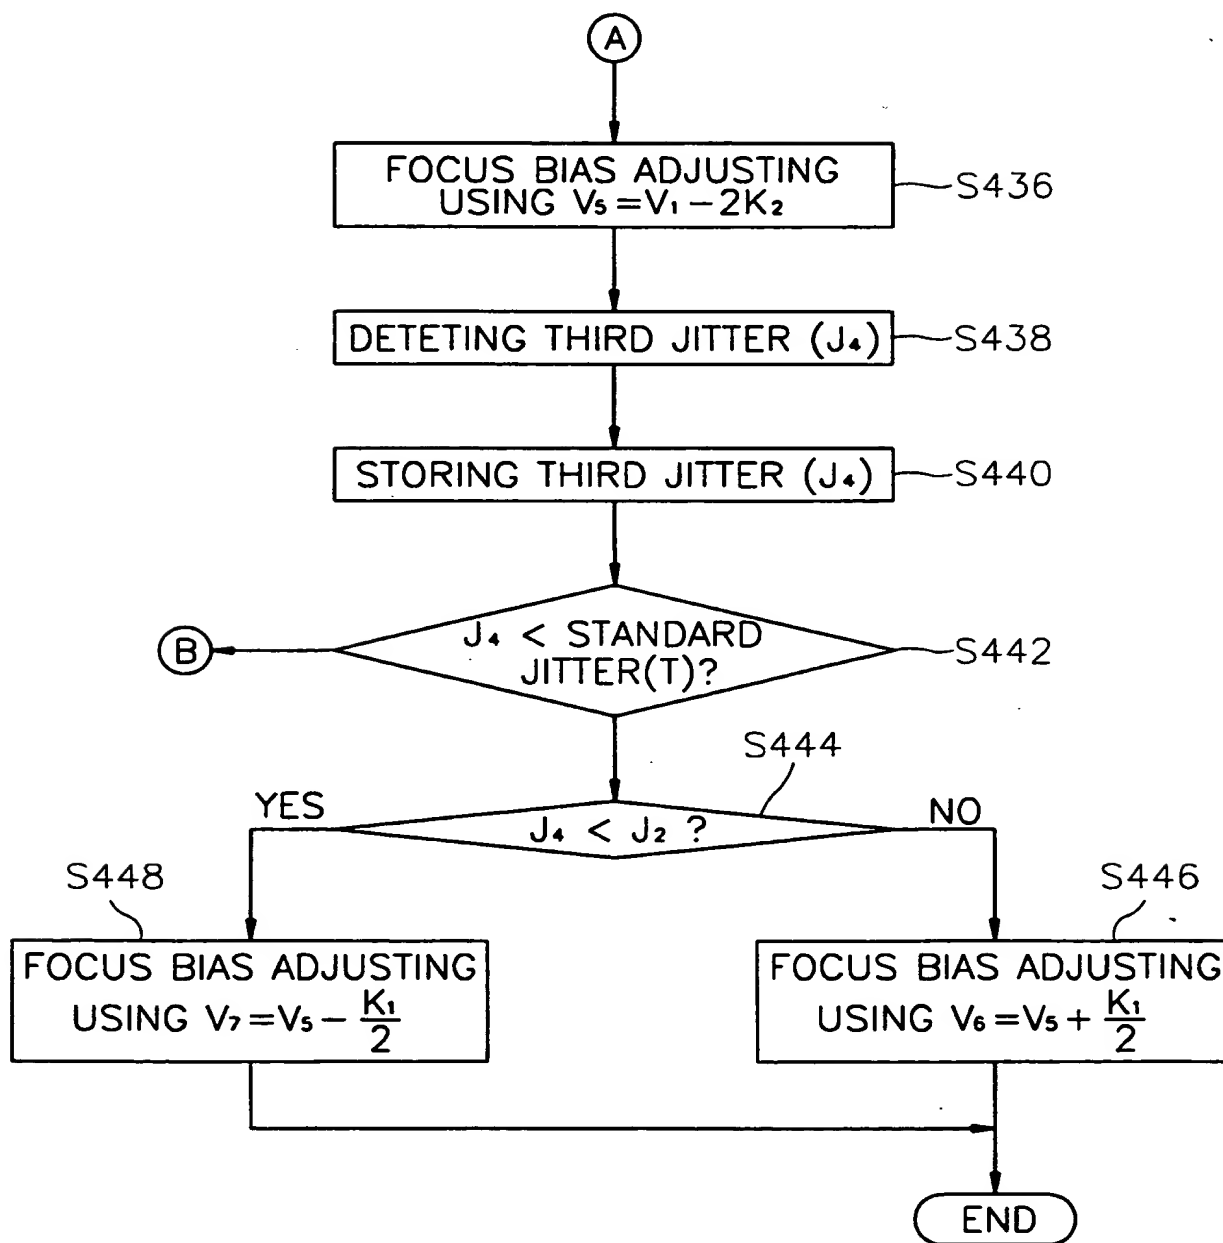 A
FOCUS BIAS ADJUSTING
USING V₅=V₁−2K₂
S436
DETETING THIRD JITTER (J₄)
S438
STORING THIRD JITTER (J₄)
S440
J₄ < STANDARD
JITTER(T)?
S442
B
S444
YES
J₄ < J₂ ?
NO
S448
S446
FOCUS BIAS ADJUSTING
USING V₇=V₅−K₁/2
FOCUS BIAS ADJUSTING
USING V₆=V₅+K₁/2
END